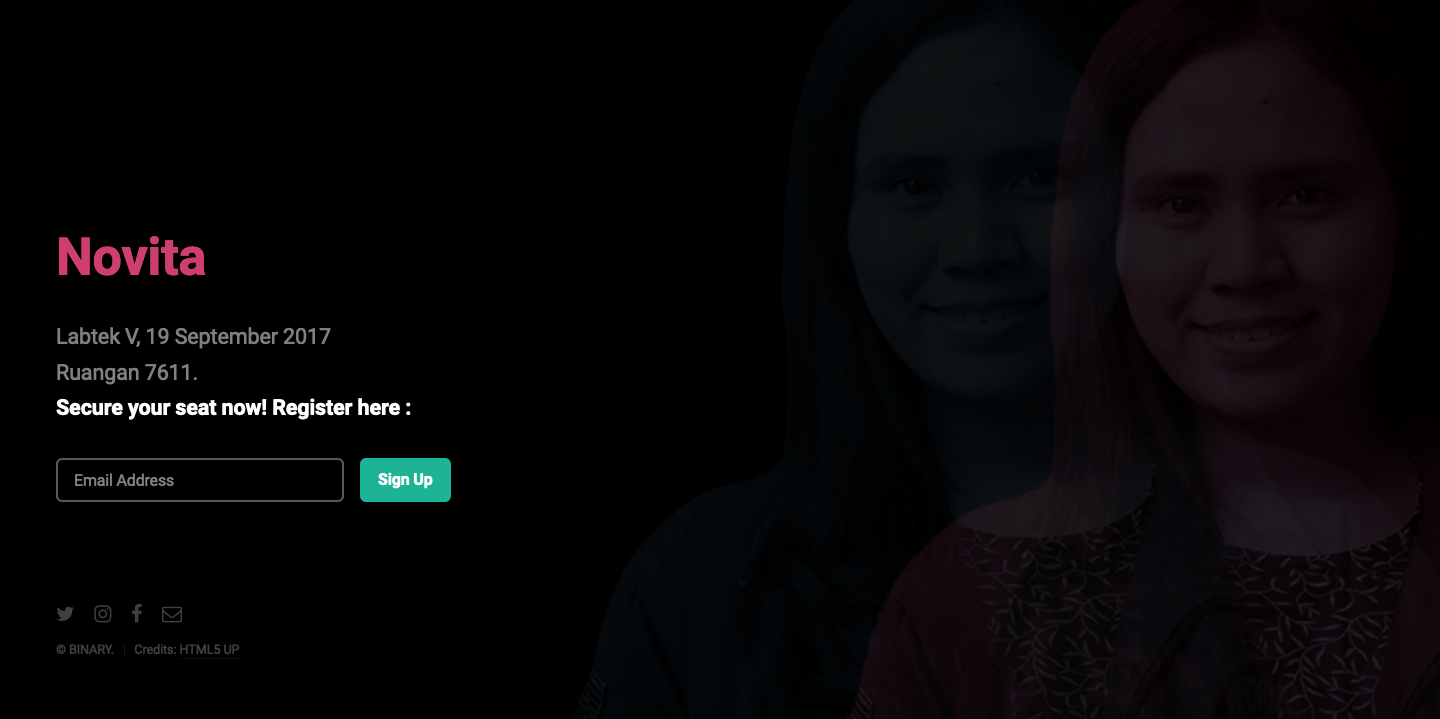 Novita
Labtek V, 19 September 2017
Ruangan 7611.
Secure your seat now! Register here :
Email Address
Sign Up
© BINARY.
Credits: HTML5 UP